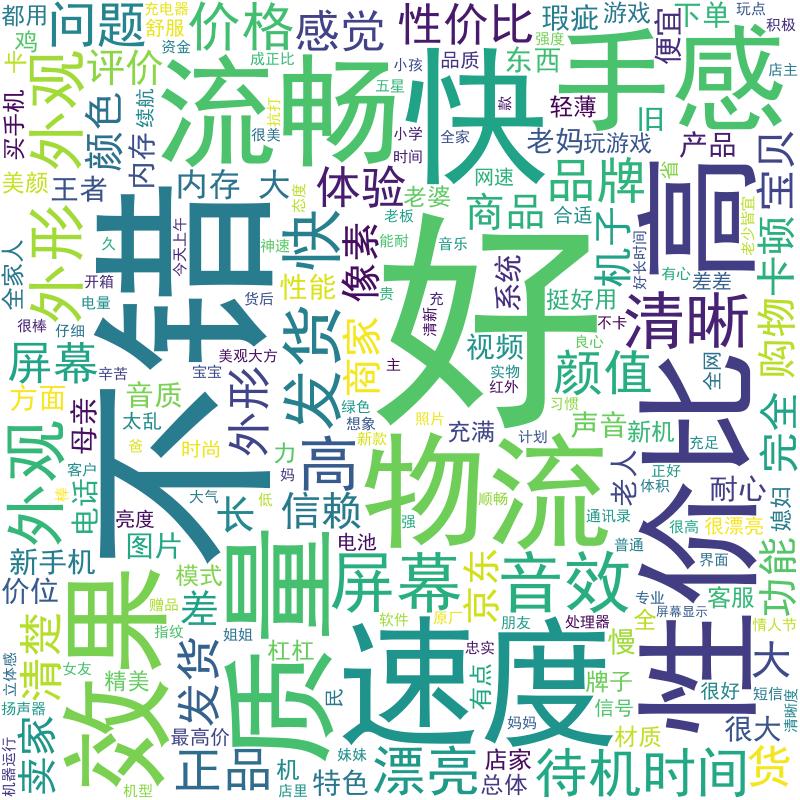 都用
充电器
舒服
问题
价格
资金
感觉
成正比
性价比
小孩
五星
品质
强度
瑕疵
东西
游戏
便宜
下单
玩点
积极
店主
鸡
卡
买手机
外观
评价
颜色
续航
内存
流畅
很美
抗打
快
小学
时间
款
全家
轻薄
手感
老妈
玩游戏
旧
产品
省
宝贝
美颜
王者
内存
大
体验
态度
老婆
网速
商品
品牌
合适
高
老少皆宜
全家人
外形
久
不错
今天上午
神速
快
像素
老板
能耐
音乐
好
机子
好长时间
有心
差差
卡顿
开箱
电量
货后
性能
贵
清新
充
系统
挺好用
不卡
清晰
购物
很棒
仔细
屏幕
美观大方
发货
商家
主
视频
实物
红外
良心
颜值
性价比
全网
方面
辛苦
宝宝
外形
音质
太乱
绿色
想象
新款
照片
习惯
声音
新机
完全
母亲
爸
时尚
力
高
充满
计划
老人
充足
外观
客户
电话
棒
大气
低
妈
信赖
物流
顺畅
强
正好
体积
通讯录
耐心
很高
很漂亮
媳妇
亮度
长
新手机
图片
质量
电池
普通
界面
功能
价位
效果
模式
赠品
差
指纹
屏幕
京东
音效
软件
原厂
朋友
处理器
专业
屏幕显示
客服
情人节
清楚
姐姐
杠杠
速度
忠实
慢
全
大
立体感
女友
精美
发货
民
有点
牌子
信号
很好
短信
清晰度
扬声器
卖家
最高价
妈妈
材质
很大
机器运行
机型
正品
机
店里
妹妹
特色
漂亮
店家
总体
待机时间
货